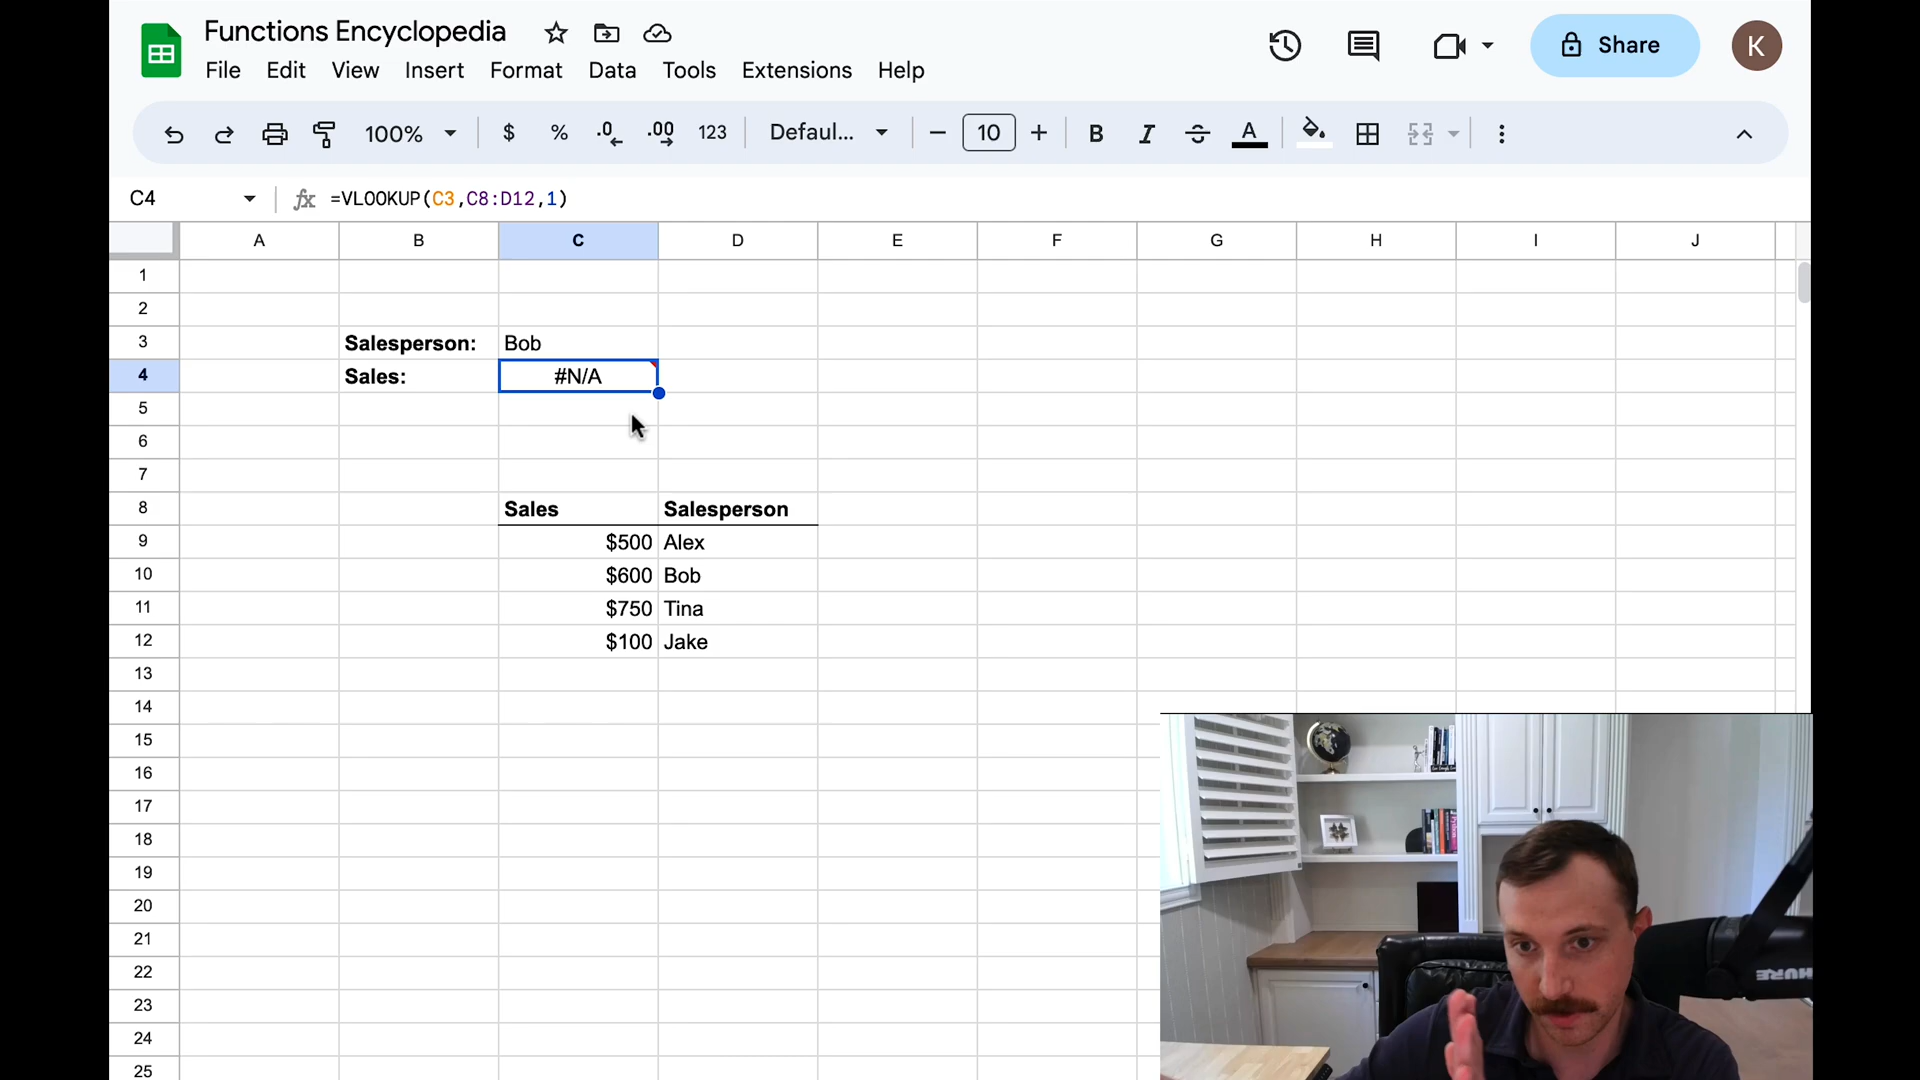 Functions Encyclopedia
File Edit View Insert Format Data Tools Extensions Help
Share
K
100% $ % .0 .00 123 Defaul... 10 B I A
C4 fx =VLOOKUP(C3,C8:D12,1)
A B C D E F G H I J
1
2
3 Salesperson: Bob
4 Sales: #N/A
5
6
7
8 Sales Salesperson
9 $500 Alex
10 $600 Bob
11 $750 Tina
12 $100 Jake
13
14
15
16
17
18
19
20
21
22
23
24
25